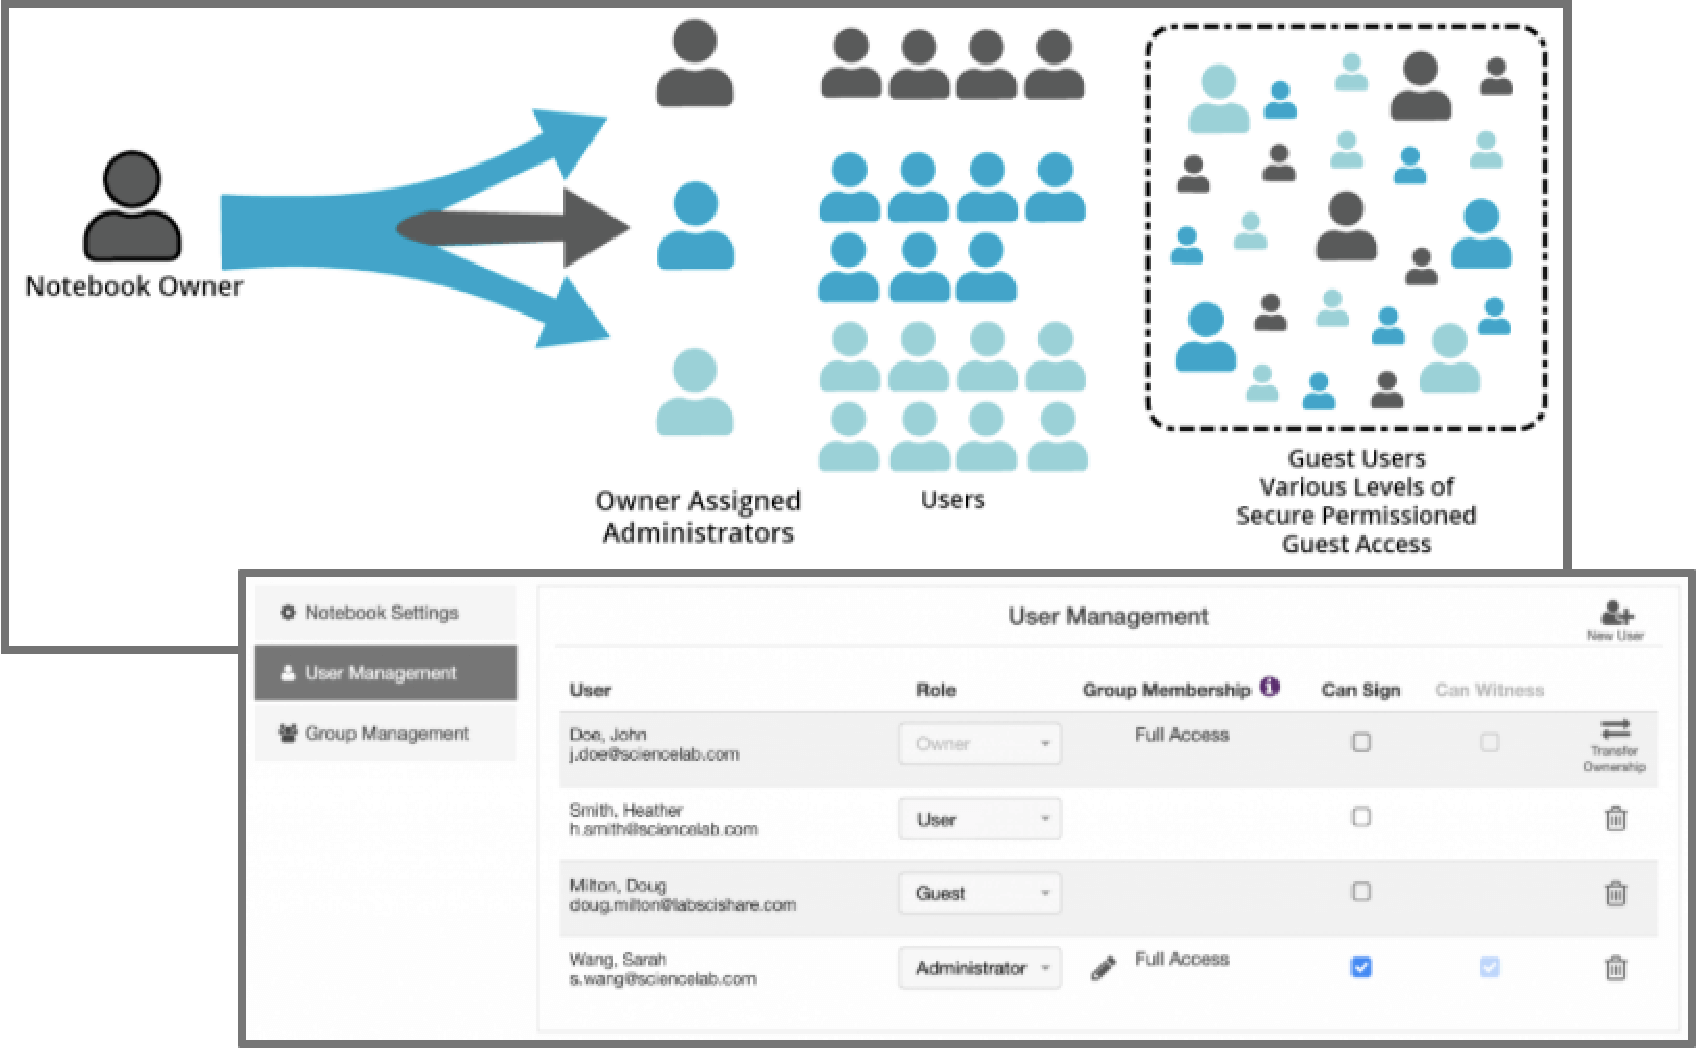 Notebook Owner
Owner Assigned
Administrators
Users
Guest Users
Various Levels of
Secure Permissioned
Guest Access
Notebook Settings
User Management
Group Management
User Management
New User
User Role Group Membership Can Sign Can Witness
Doe, John
j.doe@sciencelab.com
Owner
Full Access
Transfer
Ownership
Smith, Heather
h.smith@sciencelab.com
User
Milton, Doug
doug.milton@labscishare.com
Guest
Wang, Sarah
s.wang@sciencelab.com
Administrator
Full Access